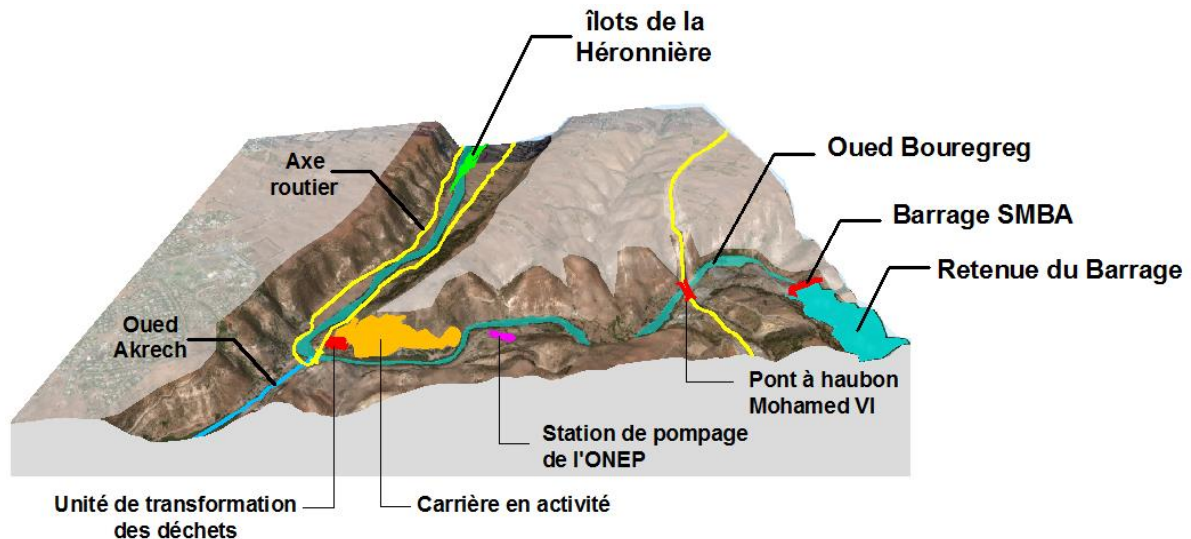 îlots de la
Héronnière
Axe
routier
Oued Bouregreg
Barrage SMBA
Retenue du Barrage
Oued
Akrech
Pont à haubon
Mohamed VI
Station de pompage
de l'ONEP
Unité de transformation
des déchets
Carrière en activité